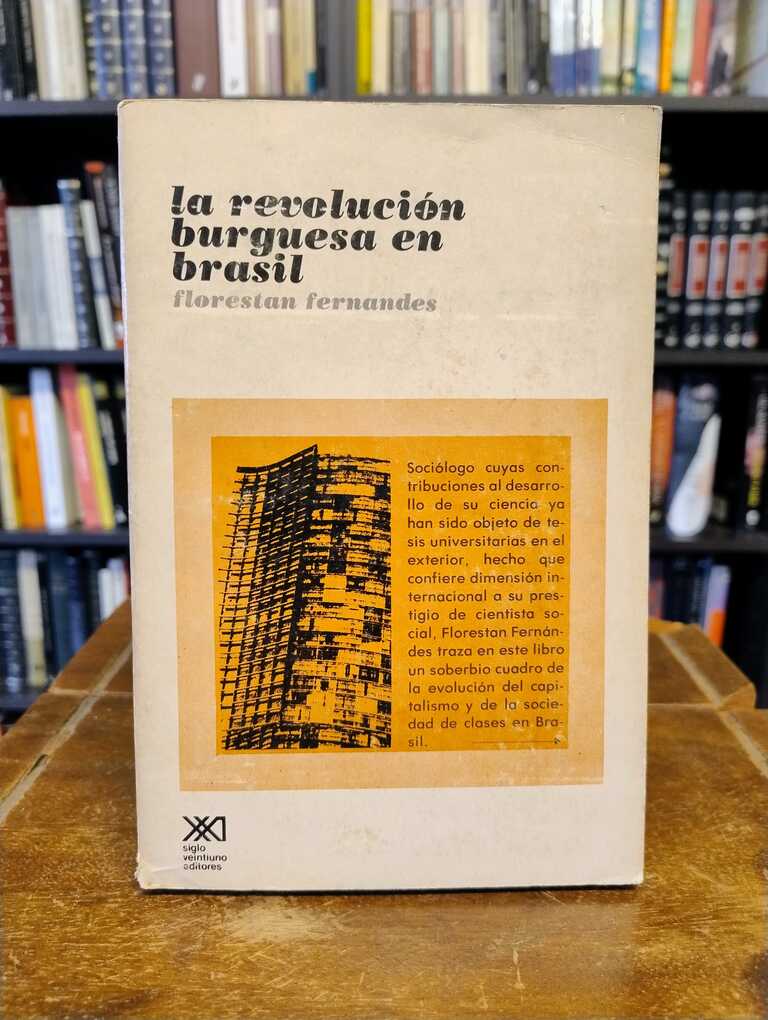 la revolución
burguesa en
brasil
florestan fernandes
Sociólogo cuyas con-
tribuciones al desarro-
llo de su ciencia ya
han sido objeto de te-
sis universitarias en el
exterior, hecho que
confiere dimensión in-
ternacional a su pres-
tigio de cientista so-
cial, Florestan Fernán-
des traza en este libro
un soberbio cuadro de
la evolución del capi-
talismo y de la socie-
dad de clases en Bra-
sil.
siglo
veintiuno
editores